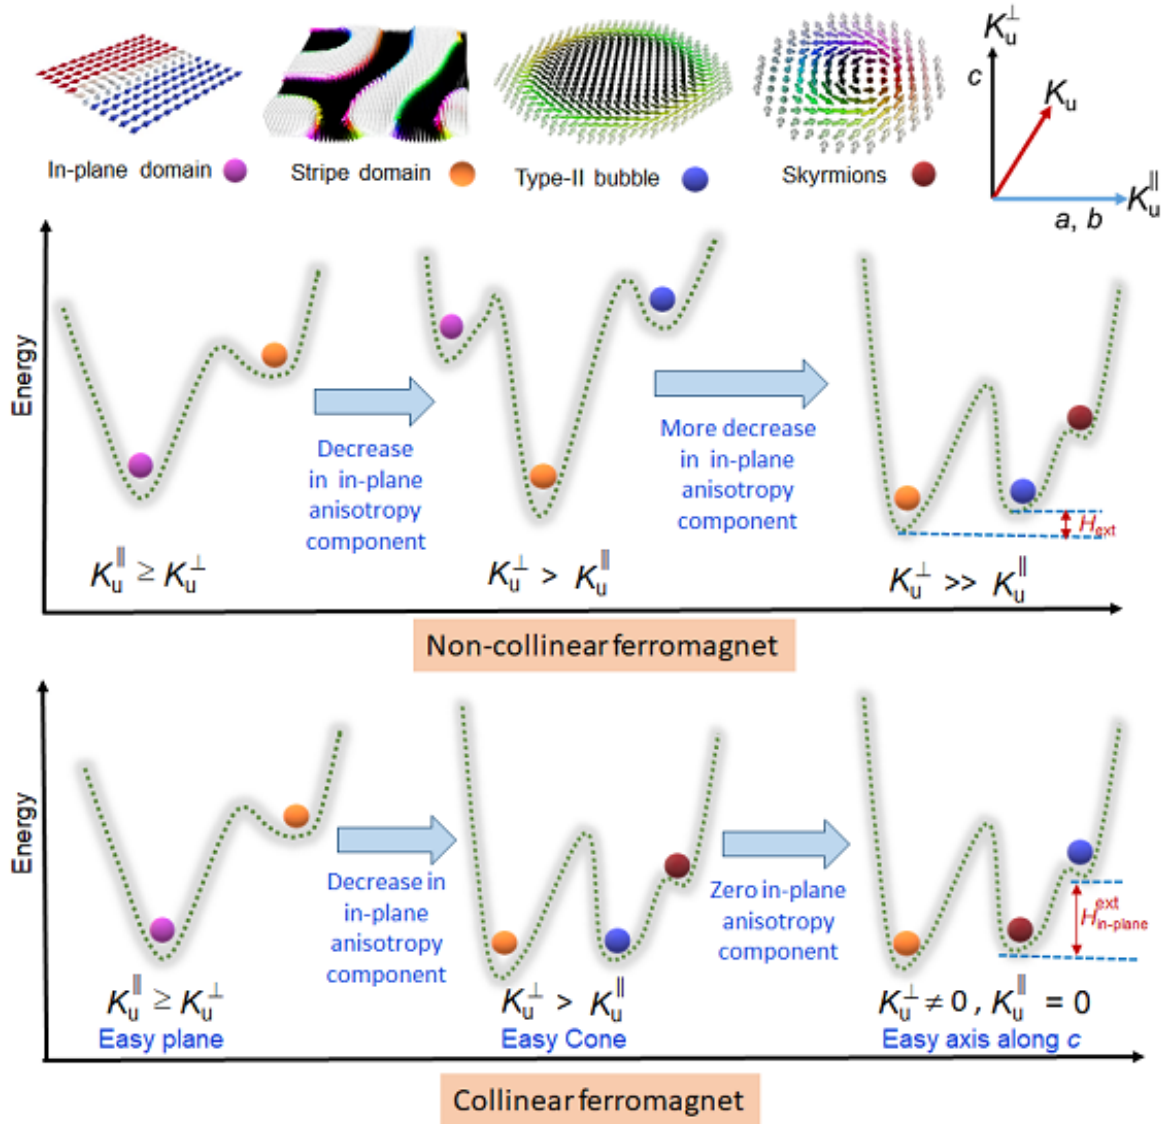 K_u^⊥
c
K_u
K_u^∥
a, b
In-plane domain
Stripe domain
Type-II bubble
Skyrmions
Energy
Decrease
in in-plane
anisotropy
component
More decrease
in in-plane
anisotropy
component
H_ext
K_u^∥ ≥ K_u^⊥
K_u^⊥ > K_u^∥
K_u^⊥ >> K_u^∥
Non-collinear ferromagnet
Energy
Decrease in
in-plane
anisotropy
component
Zero in-plane
anisotropy
component
H_in-plane^ext
K_u^∥ ≥ K_u^⊥
Easy plane
K_u^⊥ > K_u^∥
Easy Cone
K_u^⊥ ≠ 0 , K_u^∥ = 0
Easy axis along c
Collinear ferromagnet